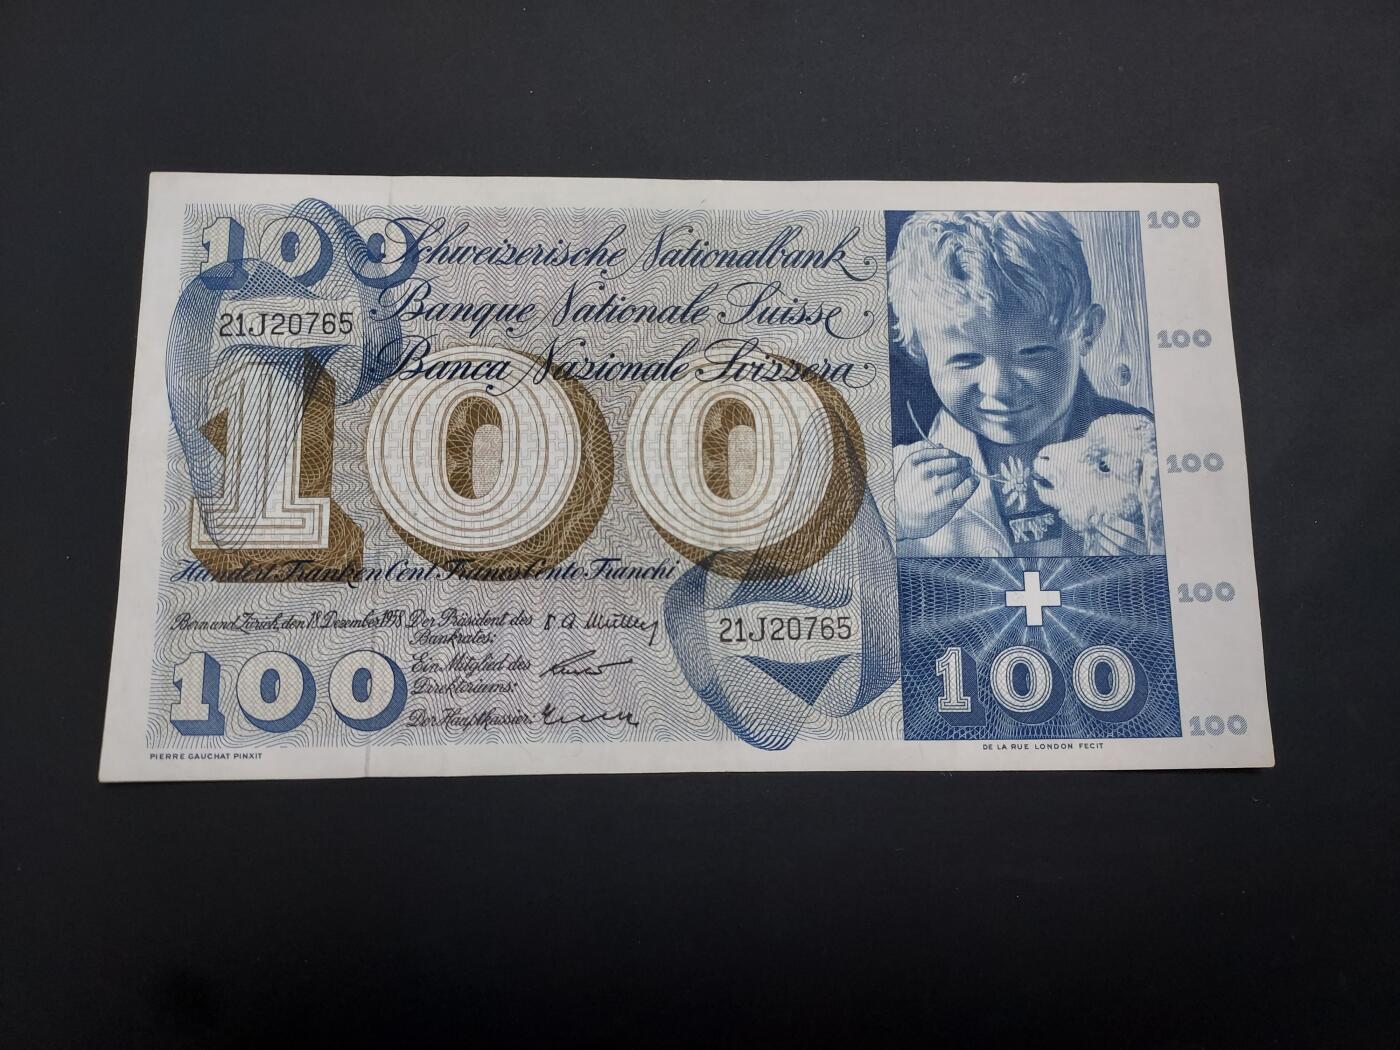 100
100
Schweizerische Nationalbank
Banque Nationale Suisse
Banca Nazionale Svizzera
21J20765
100
100
Hundert Franken Cent Francs Cento Franchi
100
Bern und Zürich, den 18. Dezember 1958
Der Präsident des
Bankrates:
21J20765
Ein Mitglied des
Direktoriums:
Der Hauptkassier:
100
100
100
100
PIERRE GAUCHAT PINXIT
DE LA RUE LONDON FECIT